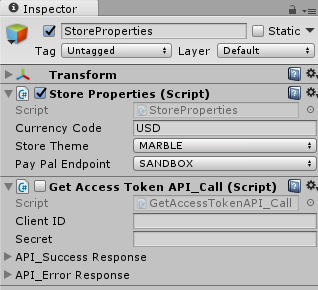 Inspector
StoreProperties Static
Tag Untagged Layer Default
Transform
Store Properties (Script)
Script StoreProperties
Currency Code USD
Store Theme MARBLE
Pay Pal Endpoint SANDBOX
Get Access Token API_Call (Script)
Script GetAccessTokenAPI_Call
Client ID
Secret
API_Success Response
API_Error Response